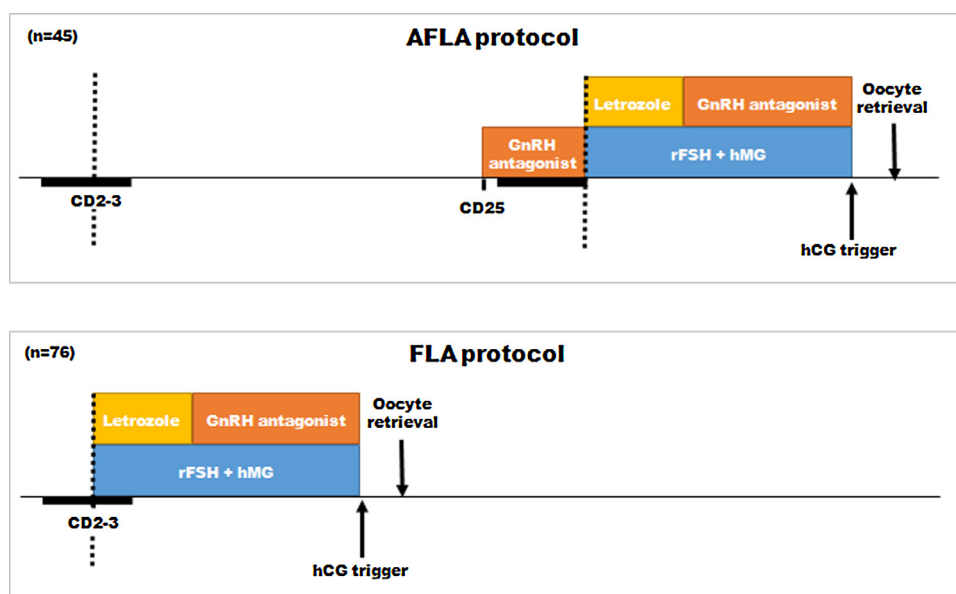 (n=45)
AFLA protocol
Letrozole
GnRH antagonist
Oocyte
retrieval
GnRH
antagonist
rFSH + hMG
CD2-3
CD25
hCG trigger
(n=76)
FLA protocol
Letrozole
GnRH antagonist
Oocyte
retrieval
rFSH + hMG
CD2-3
hCG trigger